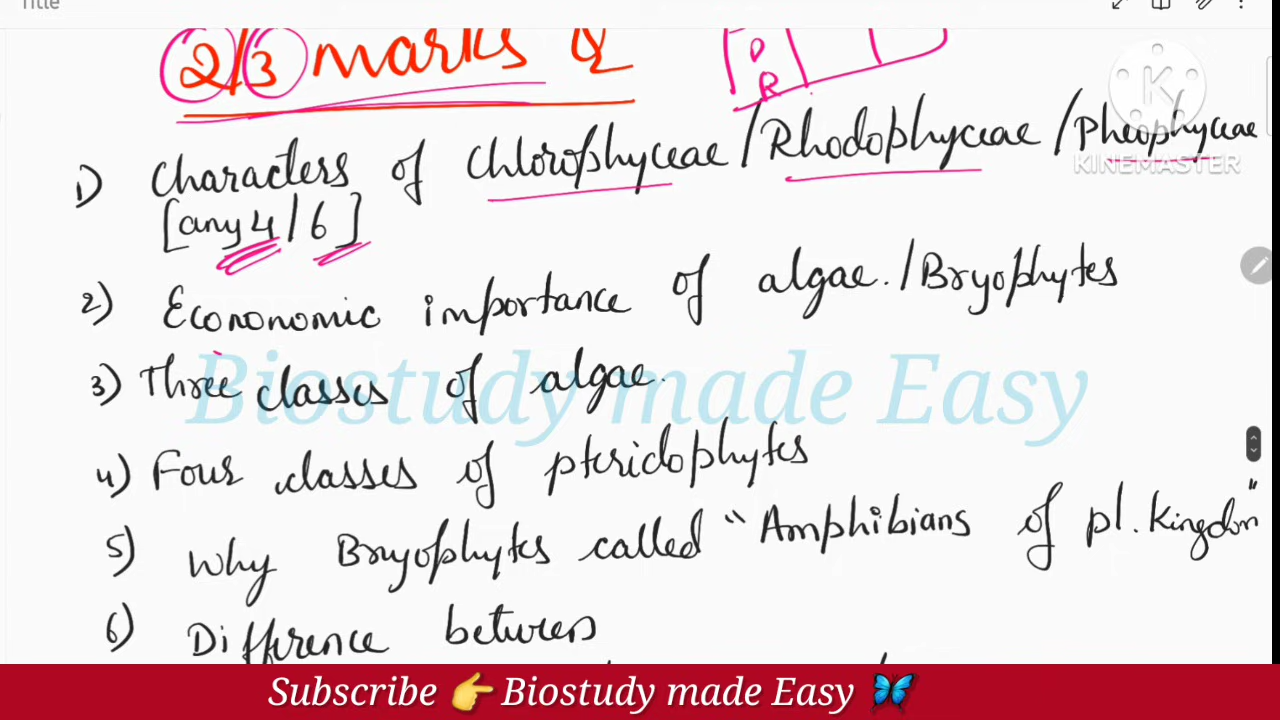 Title
2/3 marks Q
D
R
1) Characters of Chlorophyceae / Rhodophyceae / Pheophyceae
[any 4/6]
KINEMASTER
2) Econonomic importance of algae. / Bryophytes
3) Three classes of algae.
Biostudy made Easy
4) Four classes of pteridophytes
5) Why Bryophytes called "Amphibians of pl. kingdom"
6) Difference between
Subscribe 👉 Biostudy made Easy 🦋